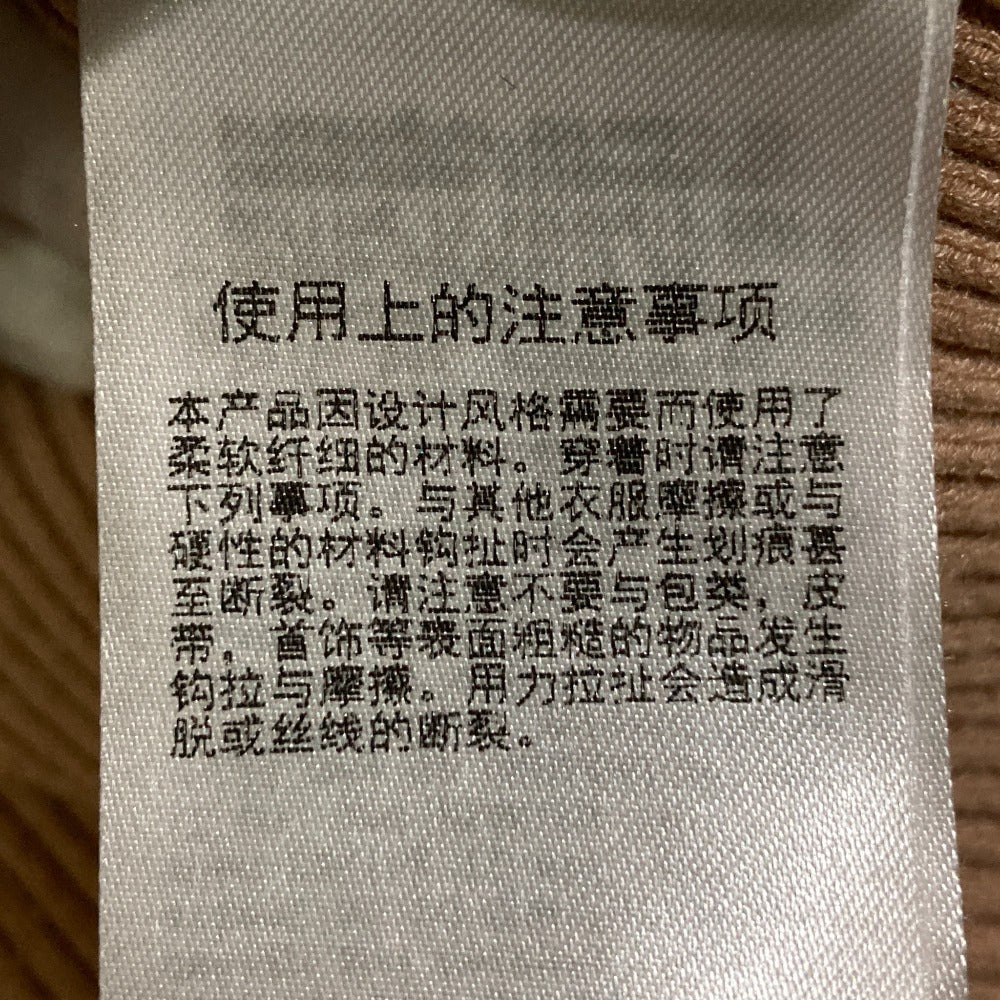 使用上的注意事项
本产品因设计风格需要而使用了
柔软纤细的材料。穿着时请注意
下列事项。与其他衣服摩擦或与
硬性的材料钩扯时会产生划痕甚
至断裂。请注意不要与包类，皮
带，首饰等表面粗糙的物品发生
钩拉与摩擦。用力拉扯会造成滑
脱或丝线的断裂。